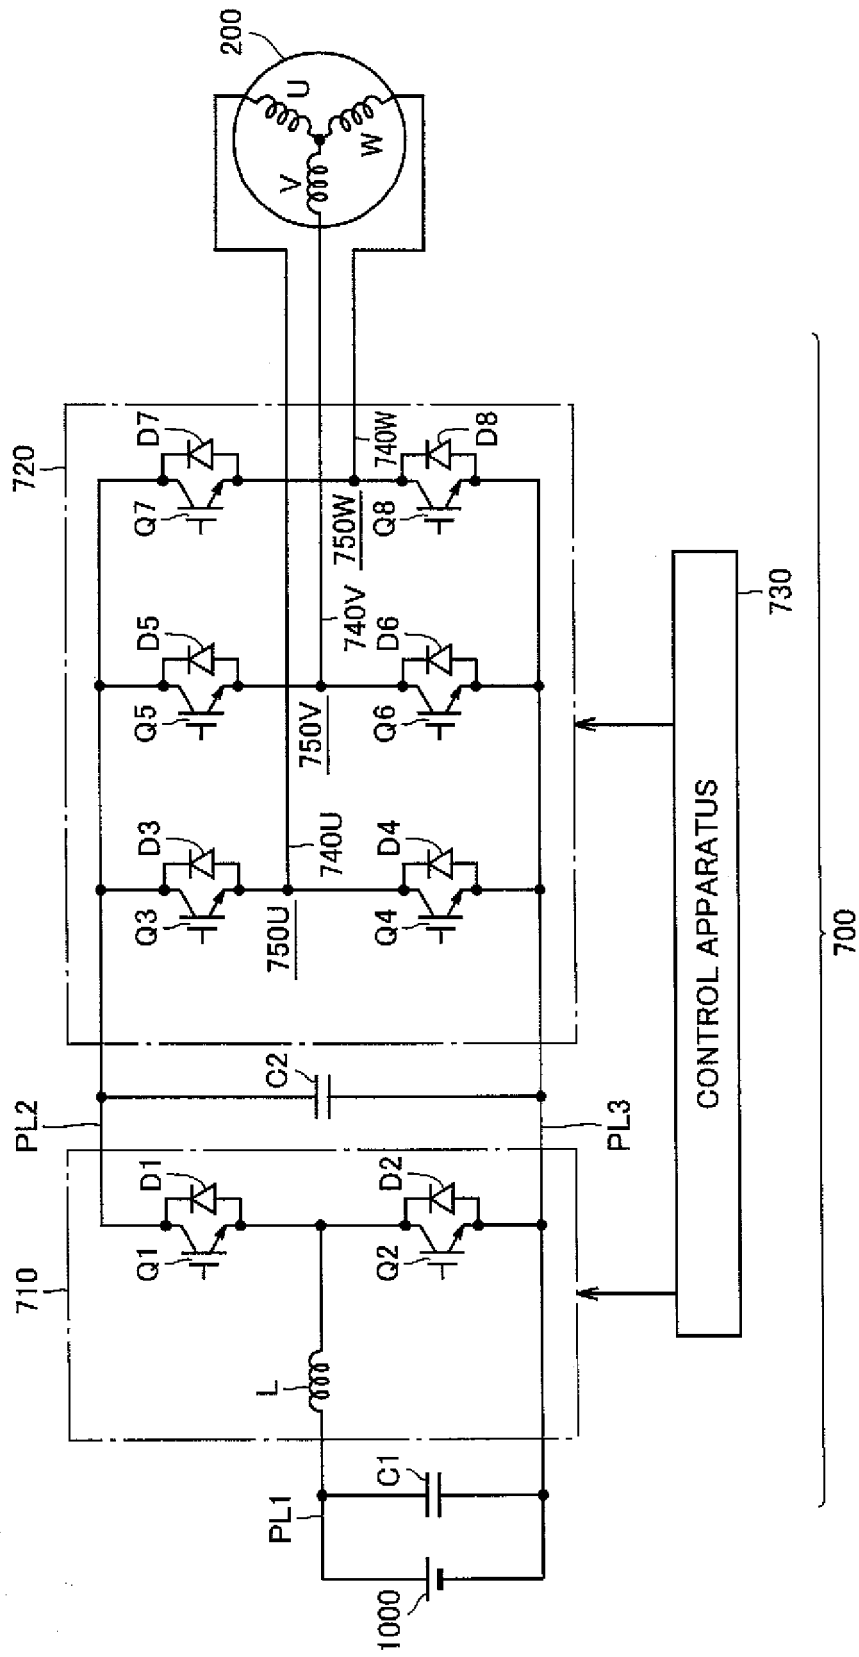 200
U
V
W
720
D7
Q7
740W
D8
750W
Q8
D5
Q5
740V
D6
750V
Q6
D3
Q3
740U
D4
750U
Q4
C2
PL2
PL3
710
D1
Q1
D2
Q2
L
C1
PL1
1000
730
CONTROL APPARATUS
700